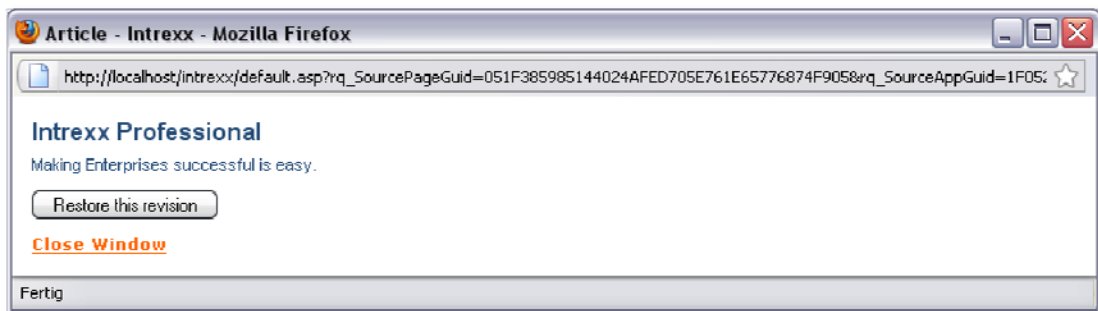 Article - Intrexx - Mozilla Firefox
http://localhost/intrexx/default.asp?rq_SourcePageGuid=051F385985144024AFED705E761E65776874F905&rq_SourceAppGuid=1F052
Intrexx Professional
Making Enterprises successful is easy.
Restore this revision
Close Window
Fertig